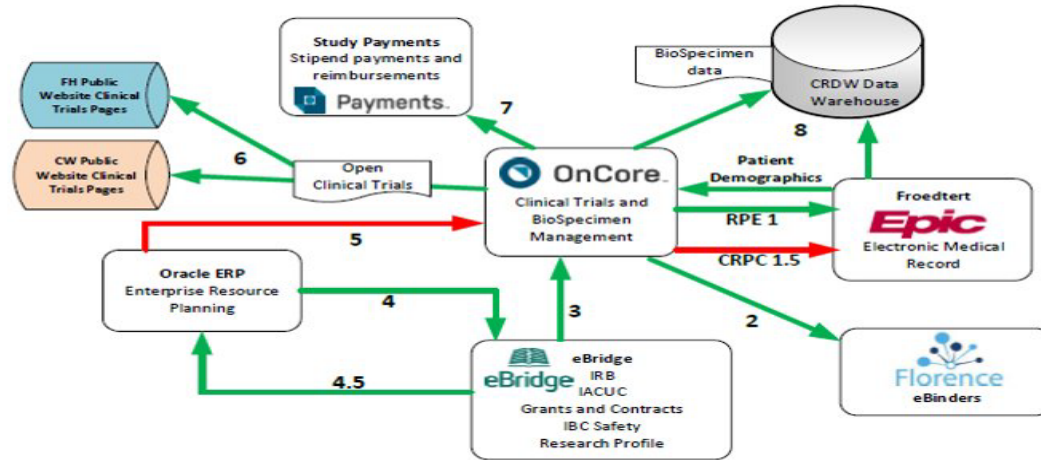 Study Payments
Stipend payments and
reimbursements
Payments™
BioSpecimen
data
CRDW Data
Warehouse
FH Public
Website Clinical
Trials Pages
CW Public
Website Clinical
Trials Pages
6
Open
Clinical Trials
7
8
OnCore™
Clinical Trials and
BioSpecimen
Management
Patient
Demographics
RPE 1
CRPC 1.5
Froedtert
Epic
Electronic Medical
Record
5
Oracle ERP
Enterprise Resource
Planning
4
3
2
4.5
eBridge
eBridge
IRB
IACUC
Grants and Contracts
IBC Safety
Research Profile
Florence
eBinders